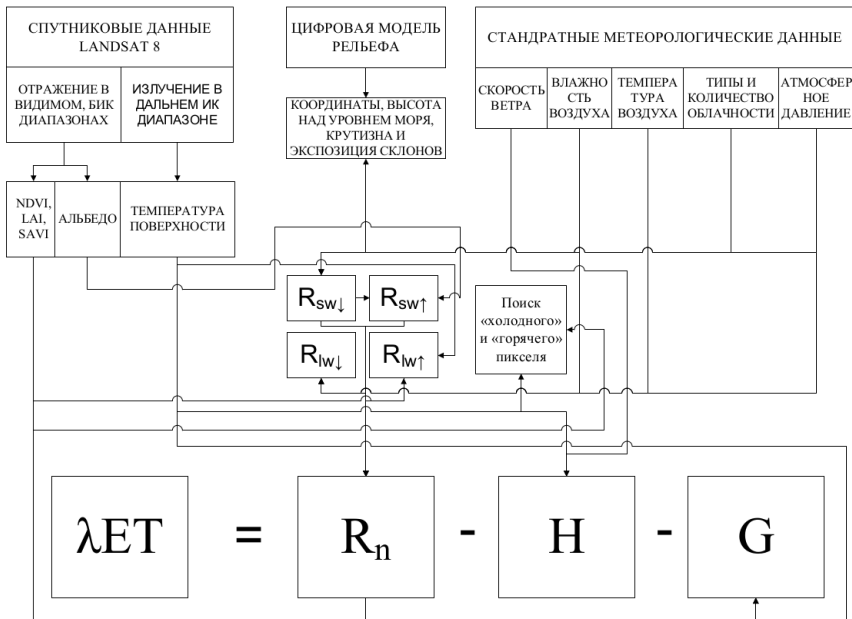 СПУТНИКОВЫЕ ДАННЫЕ
LANDSAT 8
ОТРАЖЕНИЕ В
ВИДИМОМ, БИК
ДИАПАЗОНАХ
ИЗЛУЧЕНИЕ В
ДАЛЬНЕМ ИК
ДИАПАЗОНЕ
ЦИФРОВАЯ МОДЕЛЬ
РЕЛЬЕФА
КООРДИНАТЫ, ВЫСОТА
НАД УРОВНЕМ МОРЯ,
КРУТИЗНА И
ЭКСПОЗИЦИЯ СКЛОНОВ
СТАНДРАТНЫЕ МЕТЕОРОЛОГИЧЕСКИЕ ДАННЫЕ
СКОРОСТЬ
ВЕТРА
ВЛАЖНО
СТЬ
ВОЗДУХА
ТЕМПЕРА
ТУРА
ВОЗДУХА
ТИПЫ И
КОЛИЧЕСТВО
ОБЛАЧНОСТИ
АТМОСФЕР
НОЕ
ДАВЛЕНИЕ
NDVI,
LAI,
SAVI
АЛЬБЕДО
ТЕМПЕРАТУРА
ПОВЕРХНОСТИ
Rsw↓
Rsw↑
Rlw↓
Rlw↑
Поиск
«холодного»
и «горячего»
пикселя
λET = Rn - H - G